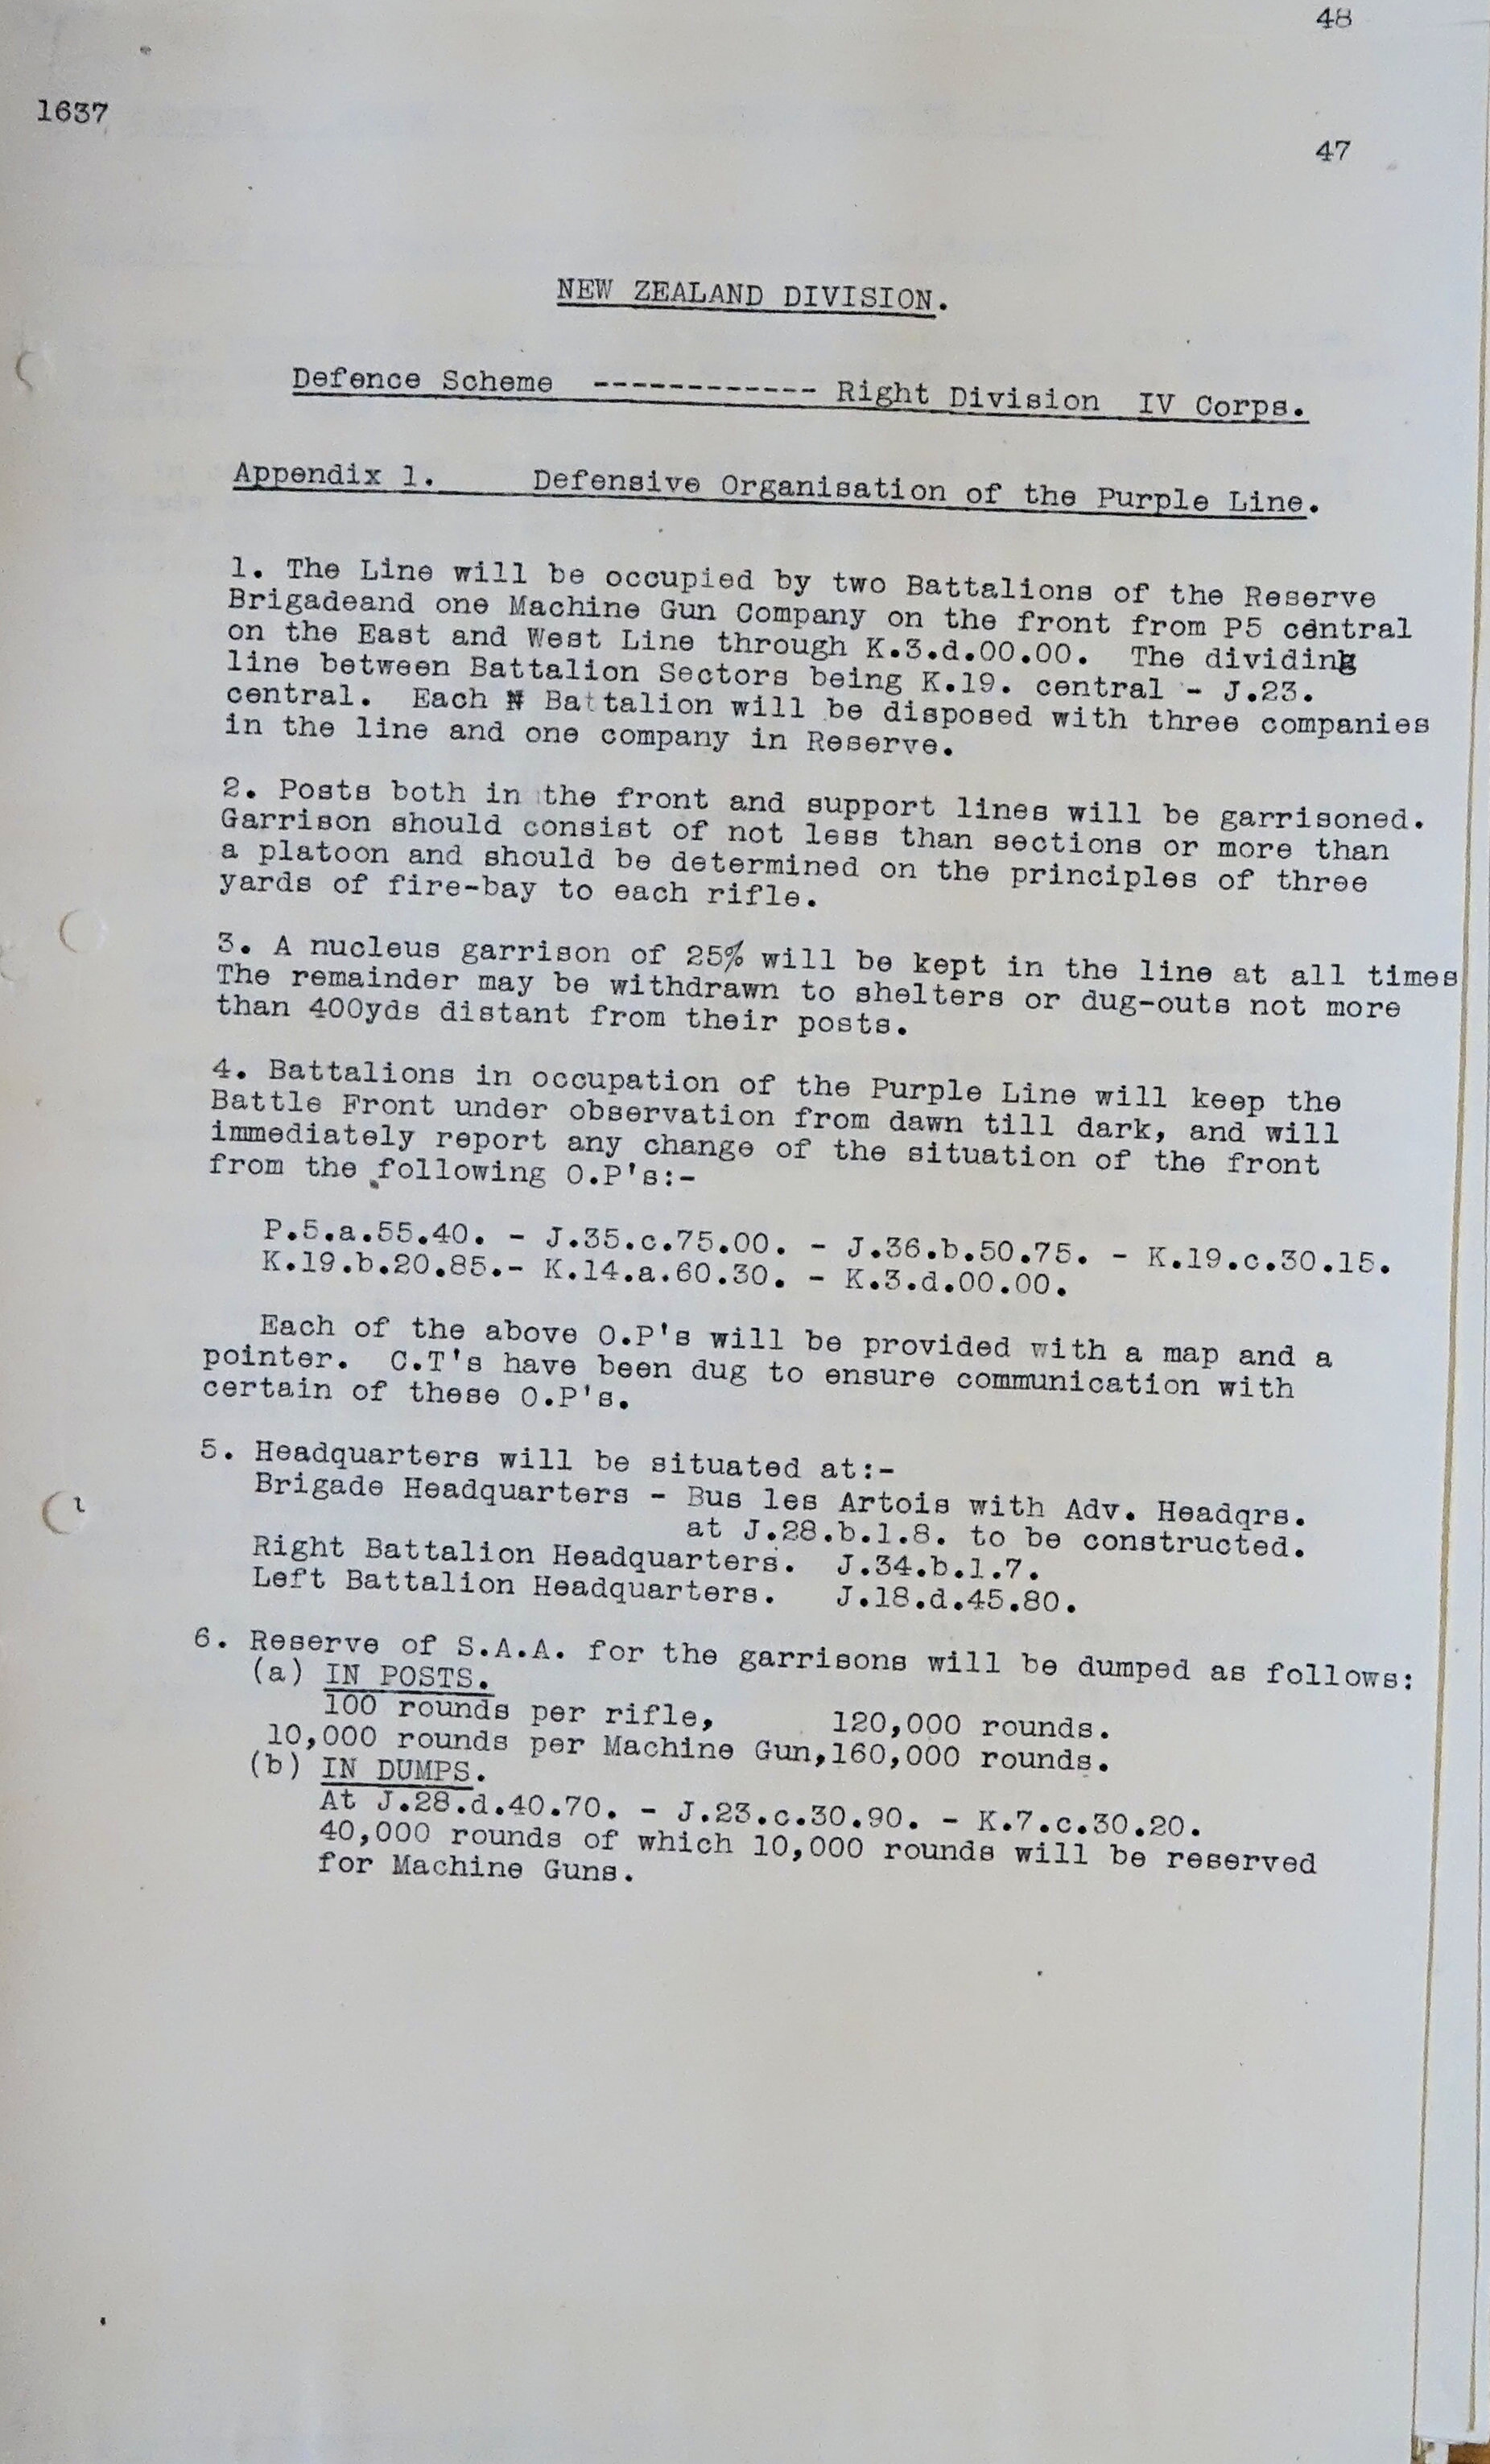 48
1637
47
NEW ZEALAND DIVISION.
Defence Scheme ------------ Right Division IV Corps.
Appendix 1. Defensive Organisation of the Purple Line.
1. The Line will be occupied by two Battalions of the Reserve
Brigadeand one Machine Gun Company on the front from P5 central
on the East and West Line through K.3.d.00.00. The dividing
line between Battalion Sectors being K.19. central - J.23.
central. Each Battalion will be disposed with three companies
in the line and one company in Reserve.
2. Posts both in the front and support lines will be garrisoned.
Garrison should consist of not less than sections or more than
a platoon and should be determined on the principles of three
yards of fire-bay to each rifle.
3. A nucleus garrison of 25% will be kept in the line at all times
The remainder may be withdrawn to shelters or dug-outs not more
than 400yds distant from their posts.
4. Battalions in occupation of the Purple Line will keep the
Battle Front under observation from dawn till dark, and will
immediately report any change of the situation of the front
from the following O.P's:-
P.5.a.55.40. - J.35.c.75.00. - J.36.b.50.75. - K.19.c.30.15.
K.19.b.20.85.- K.14.a.60.30. - K.3.d.00.00.
Each of the above O.P's will be provided with a map and a
pointer. C.T's have been dug to ensure communication with
certain of these O.P's.
5. Headquarters will be situated at:-
Brigade Headquarters - Bus les Artois with Adv. Headqrs.
at J.28.b.1.8. to be constructed.
Right Battalion Headquarters. J.34.b.1.7.
Left Battalion Headquarters. J.18.d.45.80.
6. Reserve of S.A.A. for the garrisons will be dumped as follows:
(a) IN POSTS.
100 rounds per rifle, 120,000 rounds.
10,000 rounds per Machine Gun,160,000 rounds.
(b) IN DUMPS.
At J.28.d.40.70. - J.23.c.30.90. - K.7.c.30.20.
40,000 rounds of which 10,000 rounds will be reserved
for Machine Guns.